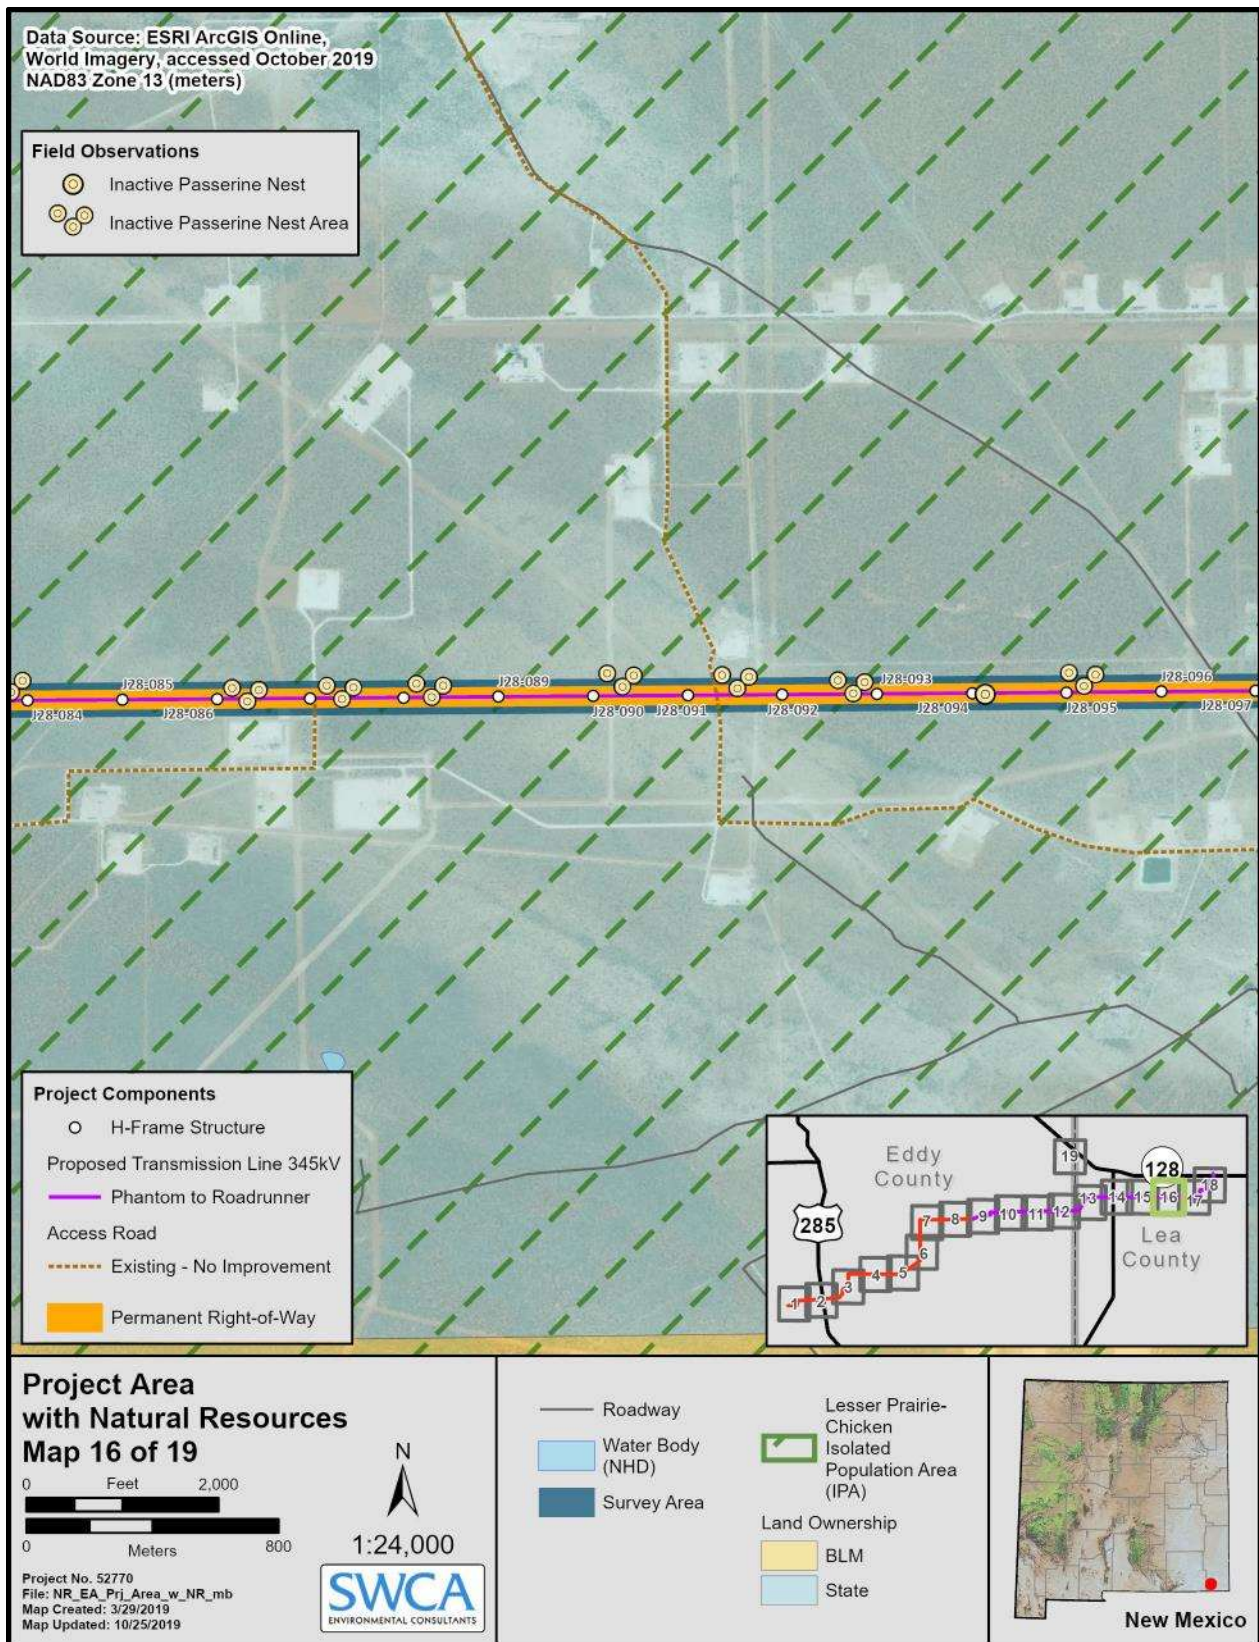 Data Source: ESRI ArcGIS Online,
World Imagery, accessed October 2019
NAD83 Zone 13 (meters)
Field Observations
Inactive Passerine Nest
Inactive Passerine Nest Area
J28-084
J28-085
J28-086
J28-089
J28-090
J28-091
J28-092
J28-093
J28-094
J28-095
J28-096
J28-097
Project Components
H-Frame Structure
Proposed Transmission Line 345kV
Phantom to Roadrunner
Access Road
Existing - No Improvement
Permanent Right-of-Way
Eddy
County
285
128
Lea
County
1
2
3
4
5
6
7
8
9
10
11
12
13
14
15
16
17
18
19
Project Area
with Natural Resources
Map 16 of 19
0 Feet 2,000
0 Meters 800
N
1:24,000
Project No. 52770
File: NR_EA_Prj_Area_w_NR_mb
Map Created: 3/29/2019
Map Updated: 10/25/2019
SWCA
ENVIRONMENTAL CONSULTANTS
Roadway
Water Body
(NHD)
Survey Area
Lesser Prairie-
Chicken
Isolated
Population Area
(IPA)
Land Ownership
BLM
State
New Mexico